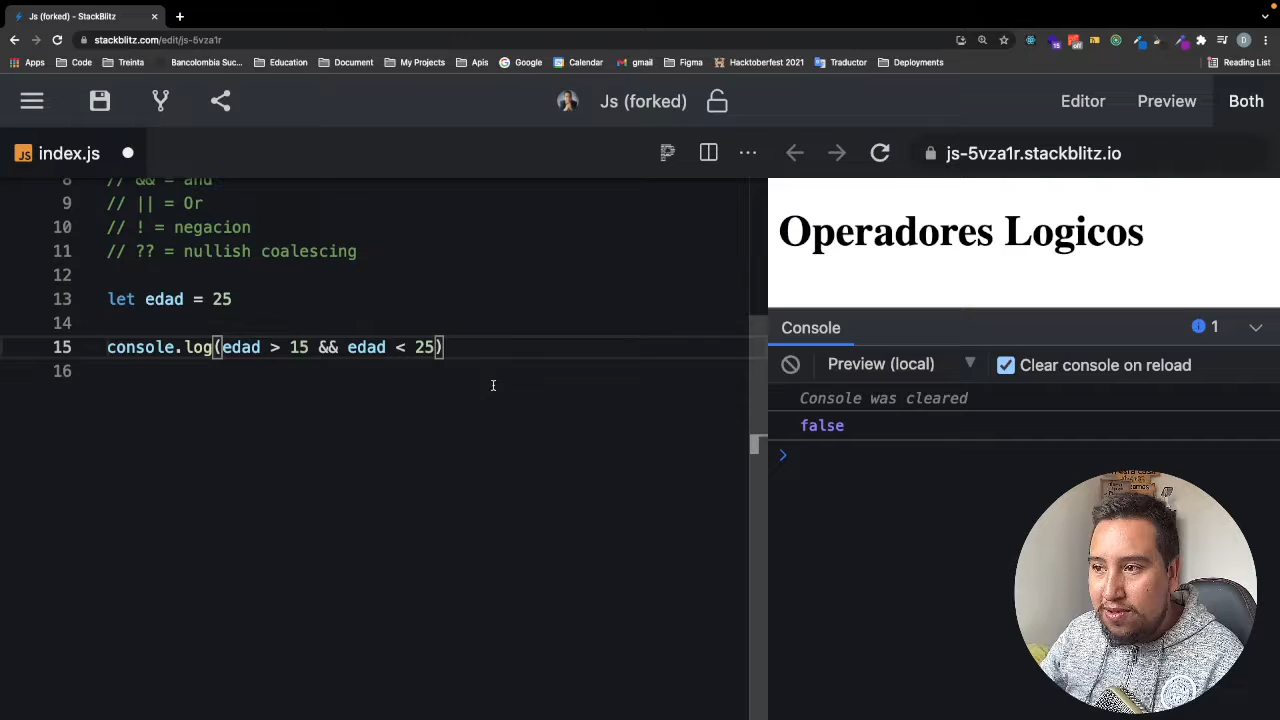 Js (forked) - StackBlitz
stackblitz.com/edit/js-5vza1r
Apps Code Treinta Bancolombia Suc... Education Document My Projects Apis Google Calendar gmail Figma Hacktoberfest 2021 Traductor Deployments Reading List
Js (forked) Editor Preview Both
JS index.js js-5vza1r.stackblitz.io
8 // && = and
9 // || = Or
10 // ! = negacion
11 // ?? = nullish coalescing
12
13 let edad = 25
14
15 console.log(edad > 15 && edad < 25)
16
Operadores Logicos
Console 1
Preview (local) Clear console on reload
Console was cleared
false